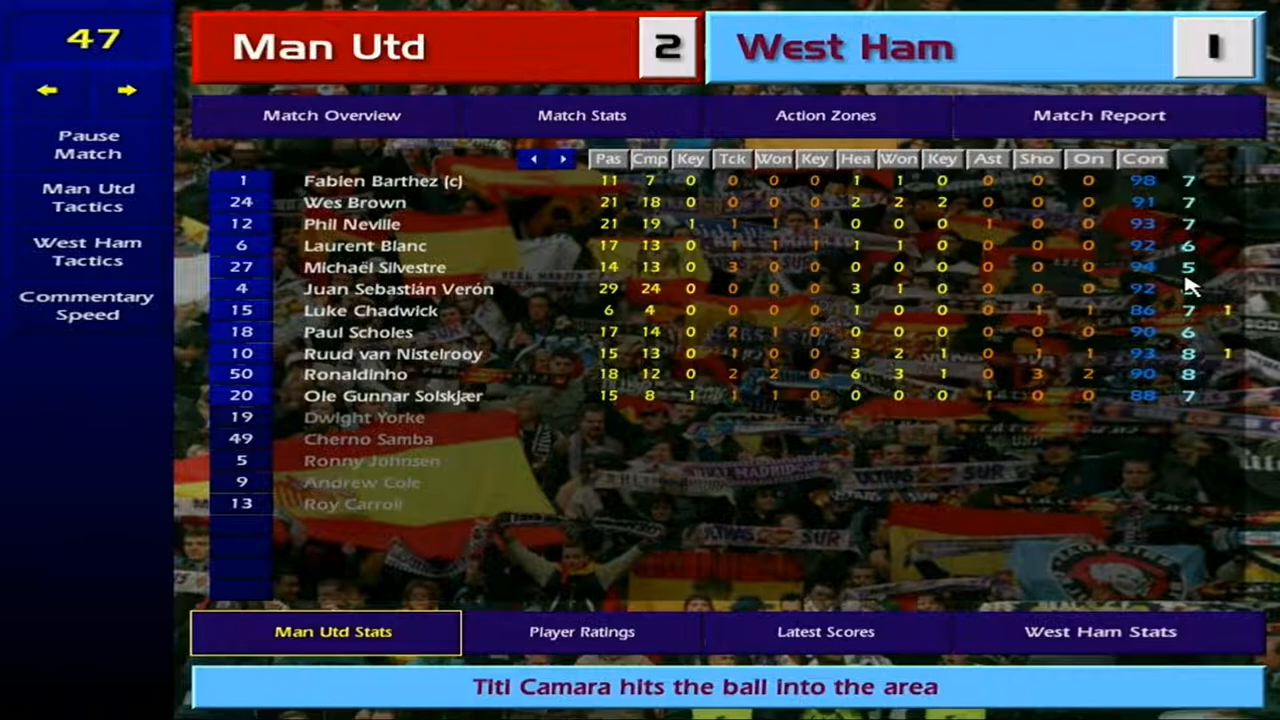 47
Man Utd 2 West Ham 1
Match Overview Match Stats Action Zones Match Report
Pause
Match
Man Utd
Tactics
West Ham
Tactics
Commentary
Speed
Pas Cmp Key Tck Won Key Hea Won Key Ast Sho On Con
1 Fabien Barthez (c) 11 7 0 0 0 0 1 1 0 0 0 0 98 7
24 Wes Brown 21 18 0 0 0 0 2 2 2 0 0 0 91 7
12 Phil Neville 21 19 1 1 1 1 0 0 0 1 0 0 93 7
6 Laurent Blanc 17 13 0 1 1 1 1 1 0 0 0 0 92 6
27 Michaël Silvestre 14 13 0 3 0 0 0 0 0 0 0 0 94 5
4 Juan Sebastián Verón 29 24 0 0 0 0 3 1 0 0 0 0 92
15 Luke Chadwick 6 4 0 0 0 0 1 0 0 0 1 1 86 7 1
18 Paul Scholes 17 14 0 2 1 0 0 0 0 0 0 0 90 6
10 Ruud van Nistelrooy 15 13 0 1 0 0 3 2 1 0 1 1 93 8 1
50 Ronaldinho 18 12 0 2 2 0 6 3 1 0 3 2 90 8
20 Ole Gunnar Solskjær 15 8 1 1 1 0 0 0 0 1 0 0 88 7
19 Dwight Yorke
49 Cherno Samba
5 Ronny Johnsen
9 Andrew Cole
13 Roy Carroll
Man Utd Stats Player Ratings Latest Scores West Ham Stats
Titi Camara hits the ball into the area